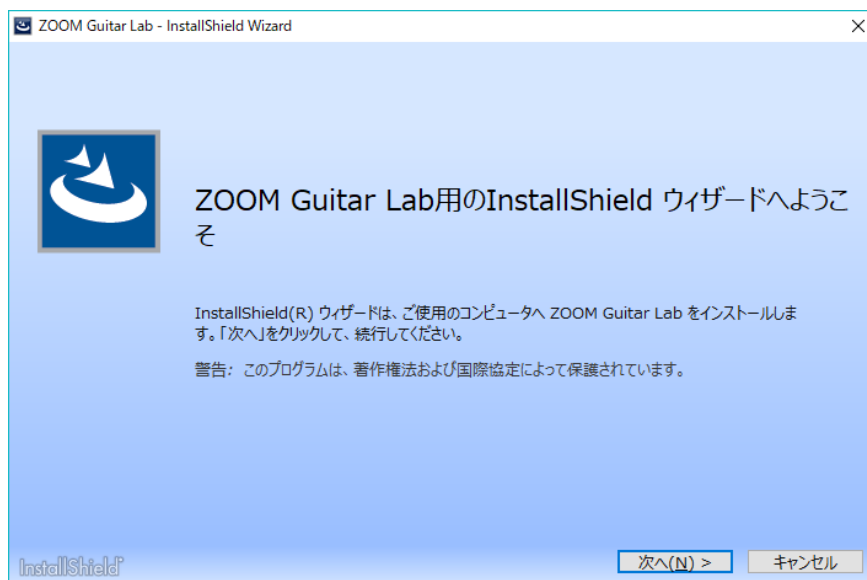 ZOOM Guitar Lab - InstallShield Wizard
ZOOM Guitar Lab用のInstallShield ウィザードへようこ
そ
InstallShield(R) ウィザードは、ご使用のコンピュータへ ZOOM Guitar Lab をインストールしま
す。「次へ」をクリックして、続行してください。
警告: このプログラムは、著作権法および国際協定によって保護されています。
InstallShield
次へ(N) >
キャンセル